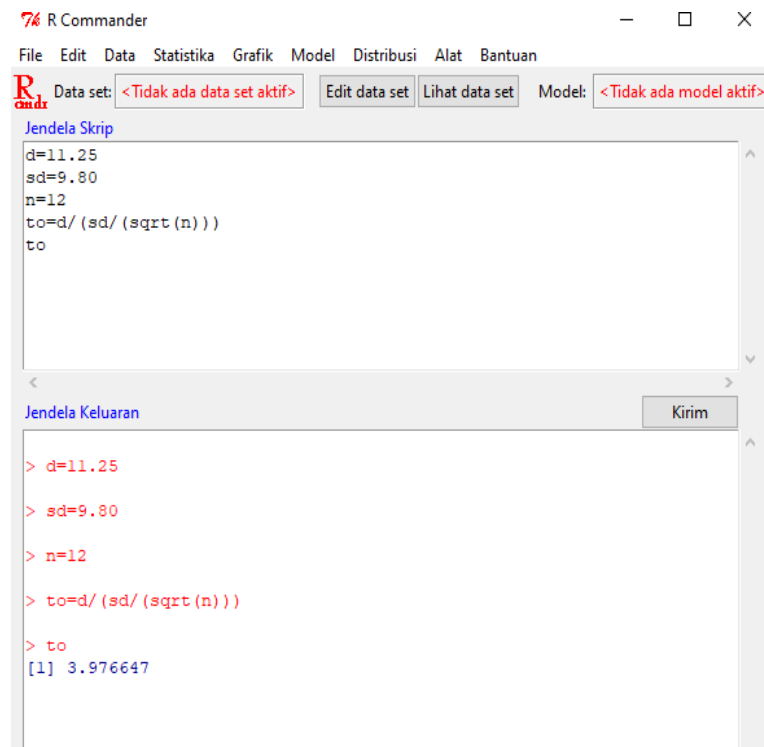 R Commander
File Edit Data Statistika Grafik Model Distribusi Alat Bantuan
R cmdr Data set: <Tidak ada data set aktif> Edit data set Lihat data set Model: <Tidak ada model aktif>
Jendela Skrip
d=11.25
sd=9.80
n=12
to=d/(sd/(sqrt(n)))
to
Jendela Keluaran Kirim
> d=11.25
> sd=9.80
> n=12
> to=d/(sd/(sqrt(n)))
> to
[1] 3.976647